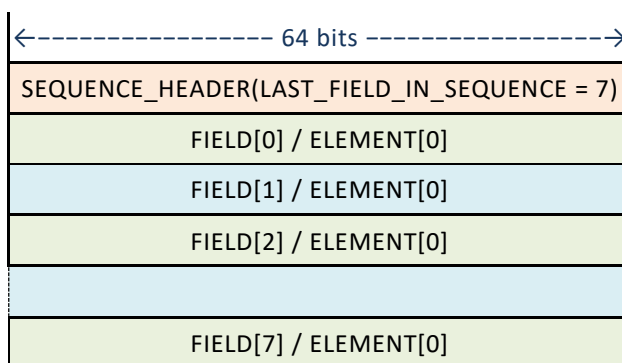 ←----------------- 64 bits -----------------→
SEQUENCE_HEADER(LAST_FIELD_IN_SEQUENCE = 7)
FIELD[0] / ELEMENT[0]
FIELD[1] / ELEMENT[0]
FIELD[2] / ELEMENT[0]
FIELD[7] / ELEMENT[0]